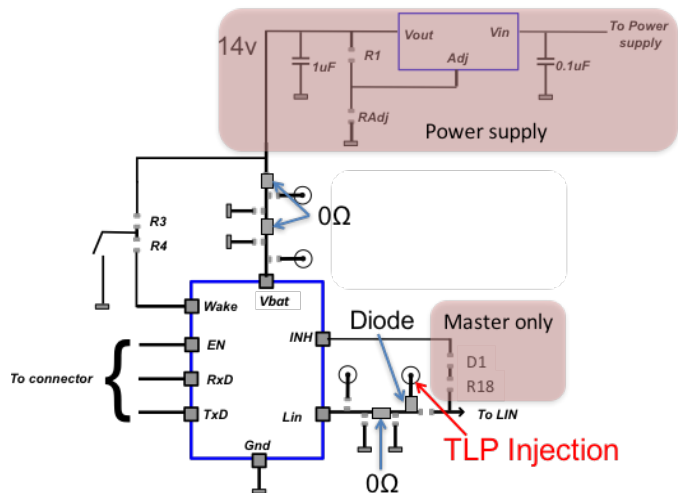 14v
1uF
R1
Vout
Vin
Adj
To Power
supply
0.1uF
RAdj
Power supply
R3
R4
0Ω
Vbat
Wake
EN
RxD
TxD
To connector
INH
Lin
Gnd
Diode
Master only
D1
R18
To LIN
TLP Injection
0Ω